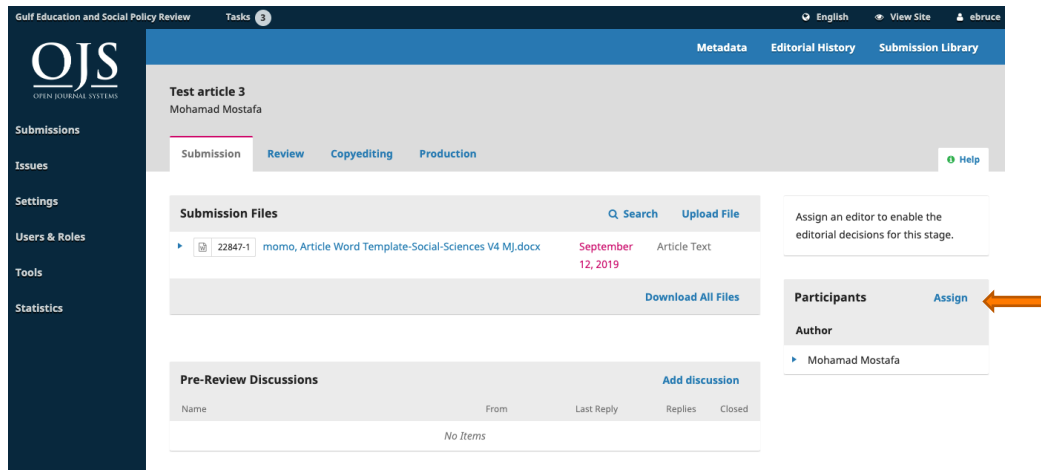 Gulf Education and Social Policy Review Tasks 3 English View Site ebruce
OJS
OPEN JOURNAL SYSTEMS
Metadata Editorial History Submission Library
Test article 3
Mohamad Mostafa
Submissions
Issues
Settings
Users & Roles
Tools
Statistics
Submission Review Copyediting Production
Help
Submission Files Search Upload File
22847-1 momo, Article Word Template-Social-Sciences V4 MJ.docx September Article Text
12, 2019
Download All Files
Pre-Review Discussions Add discussion
Name From Last Reply Replies Closed
No Items
Assign an editor to enable the
editorial decisions for this stage.
Participants Assign
Author
Mohamad Mostafa